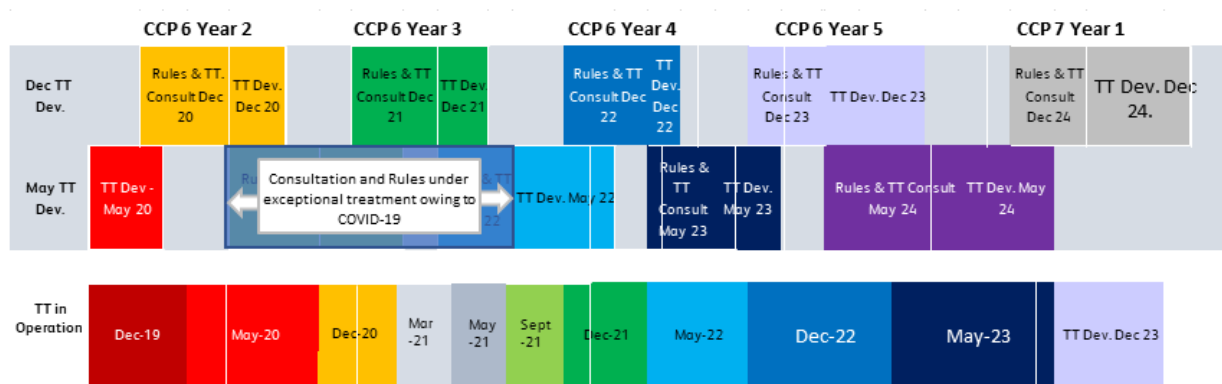 CCP 6 Year 2
CCP 6 Year 3
CCP 6 Year 4
CCP 6 Year 5
CCP 7 Year 1
Dec TT
Dev.
Rules & TT.
Consult Dec
20
TT Dev.
Dec 20
Rules & TT
Consult Dec
21
TT Dev.
Dec 21
Rules & TT
Consult Dec
22
TT
Dev.
Dec
22
Rules & TT
Consult
Dec 23
TT Dev. Dec 23
Rules & TT
Consult
Dec 24
TT Dev. Dec
24.
May TT
Dev.
TT Dev -
May 20
Consultation and Rules under
exceptional treatment owing to
COVID-19
& TT
22
TT Dev. May 22
Rules &
TT
Consult
May 23
TT Dev.
May 23
Rules & TT Consult
May 24
TT Dev. May
24
TT in
Operation
Dec-19
May-20
Dec-20
Mar
-21
May
-21
Sept
-21
Dec-21
May-22
Dec-22
May-23
TT Dev. Dec 23